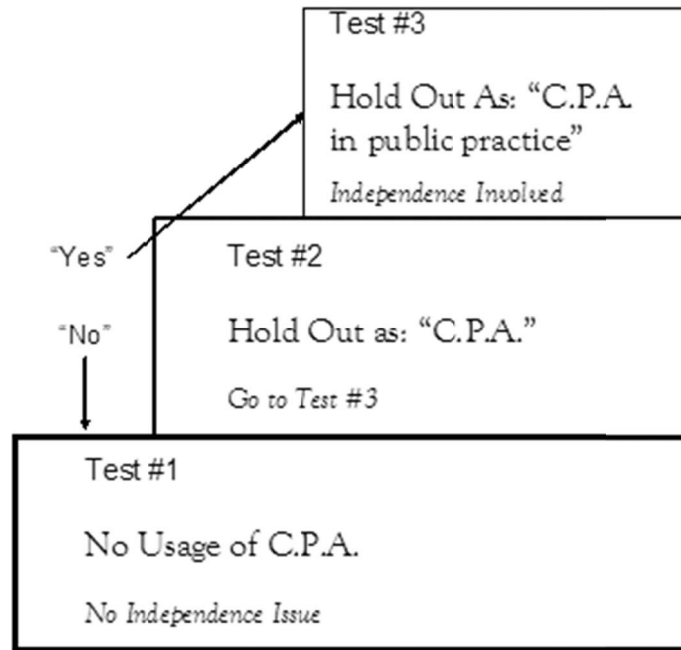 Test #3
Hold Out As: “C.P.A.
in public practice”
Independence Involved
“Yes”
Test #2
“No”
Hold Out as: “C.P.A.”
Go to Test #3
Test #1
No Usage of C.P.A.
No Independence Issue